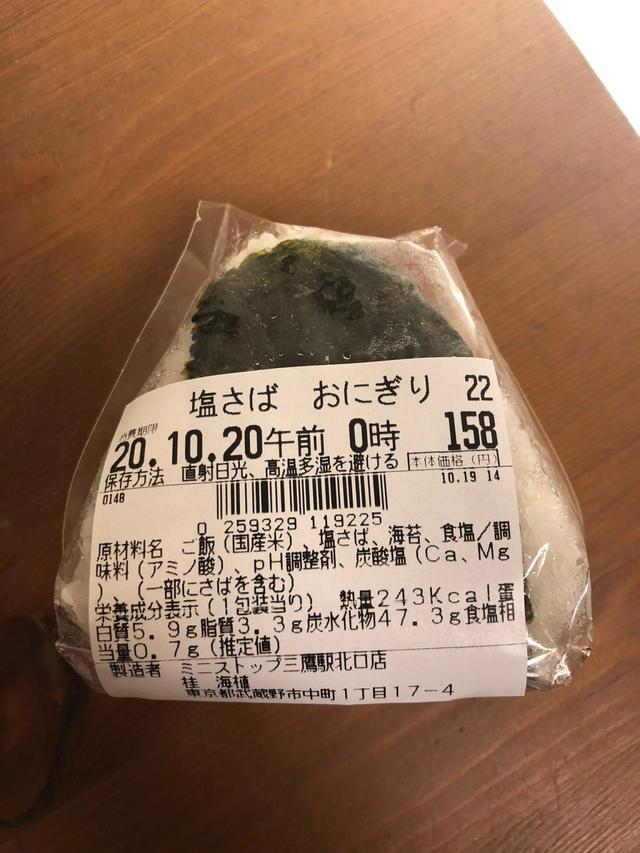 塩さば おにぎり 22
消費期限
20.10.20午前 0時 158
保存方法 直射日光、高温多湿を避ける 本体価格(円)
0148 10.19 14
0 259329 119225
原材料名 ご飯(国産米)、塩さば、海苔、食塩/調
味料(アミノ酸)、pH調整剤、炭酸塩(Ca、Mg
)、(一部にさばを含む)
栄養成分表示(1包装当り) 熱量243Kcal蛋
白質5.9g脂質3.3g炭水化物47.3g食塩相
当量0.7g(推定値)
製造者 ミニストップ三鷹駅北口店
桂 海植
東京都武蔵野市中町1丁目17-4